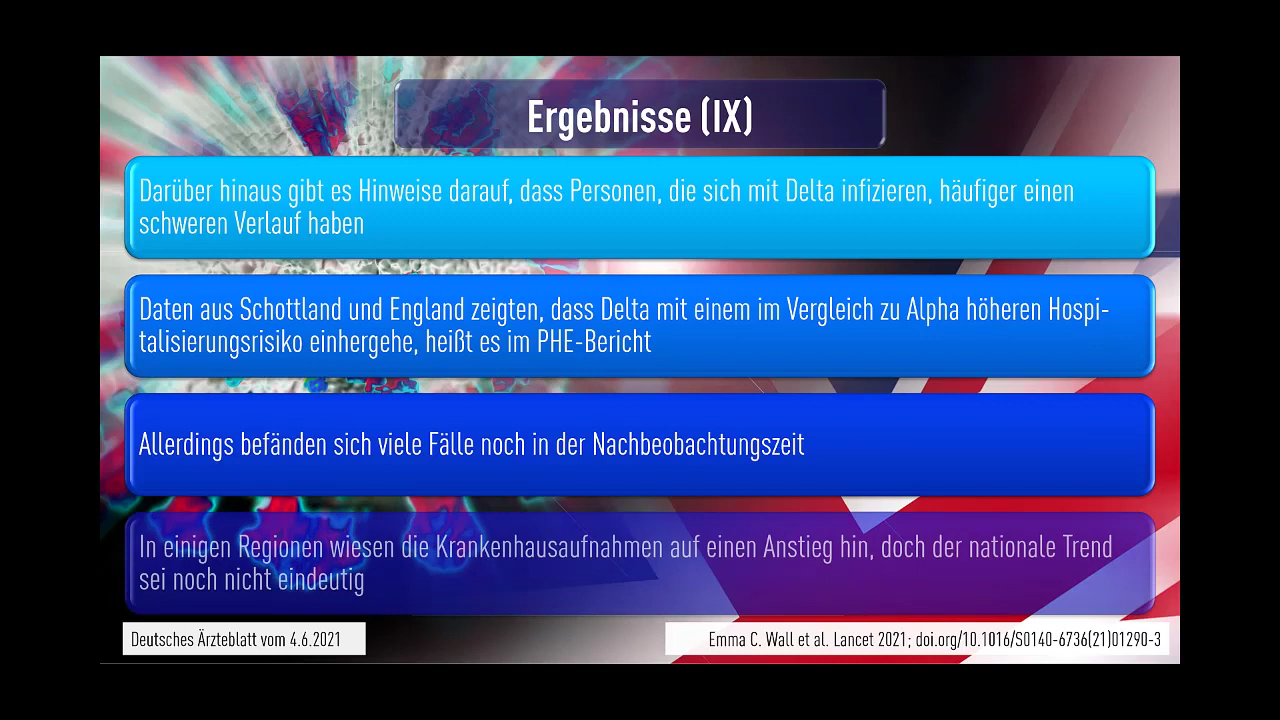 Ergebnisse (IX)
Darüber hinaus gibt es Hinweise darauf, dass Personen, die sich mit Delta infizieren, häufiger einen
schweren Verlauf haben
Daten aus Schottland und England zeigten, dass Delta mit einem im Vergleich zu Alpha höheren Hospi-
talisierungsrisiko einhergehe, heißt es im PHE-Bericht
Allerdings befänden sich viele Fälle noch in der Nachbeobachtungszeit
In einigen Regionen wiesen die Krankenhausaufnahmen auf einen Anstieg hin, doch der nationale Trend
sei noch nicht eindeutig
Deutsches Ärzteblatt vom 4.6.2021
Emma C. Wall et al. Lancet 2021; doi.org/10.1016/S0140-6736(21)01290-3